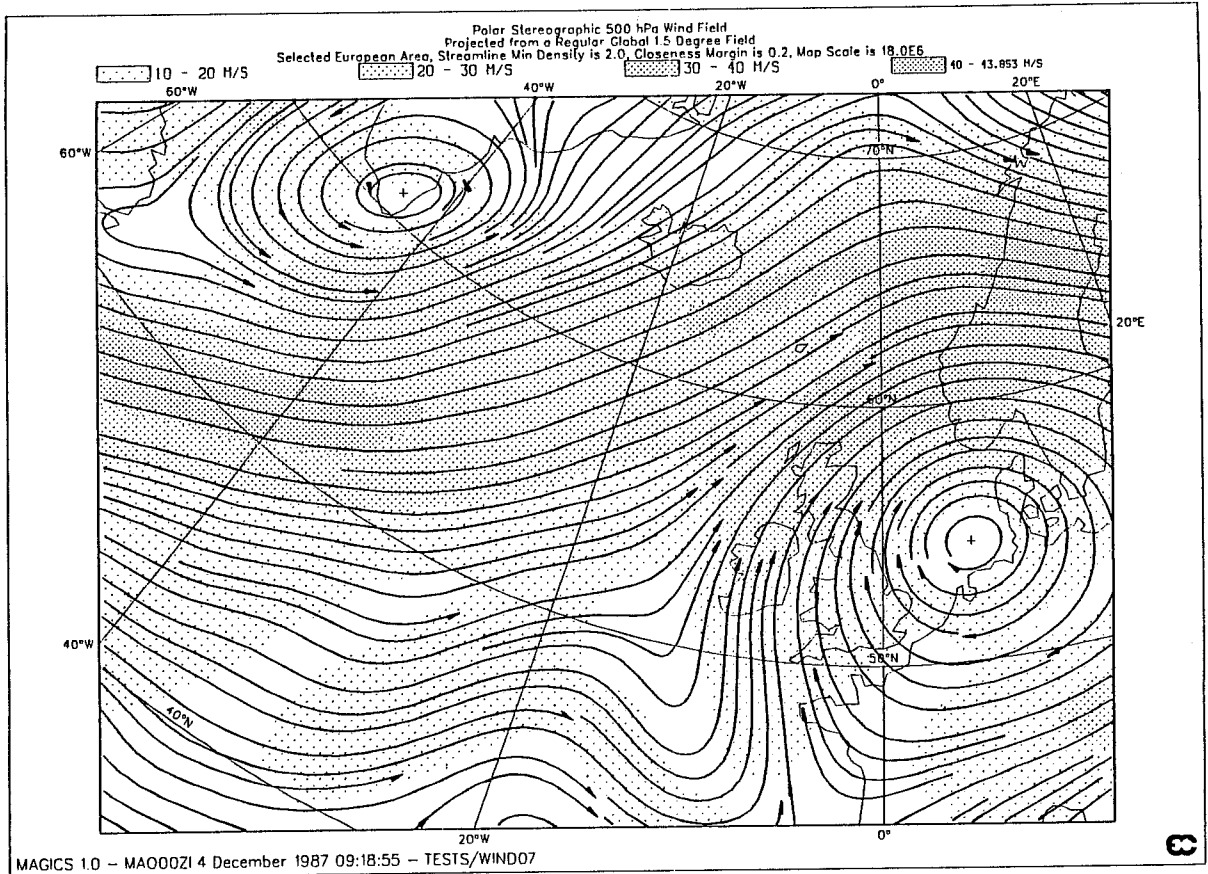 Polar Stereographic 500 hPa Wind Field
Projected from a Regular Global 1.5 Degree Field
Selected European Area, Streamline Min Density is 2.0, Closeness Margin is 0.2, Map Scale is 18.0E6
10 - 20 M/S 20 - 30 M/S 30 - 40 M/S 40 - 43.853 M/S
60°W 40°W 20°W 0° 20°E
60°W
70°N
20°E
60°N
40°W
50°N
40°N
20°W 0°
MAGICS 1.0 - MAO00ZI 4 December 1987 09:18:55 - TESTS/WIND07